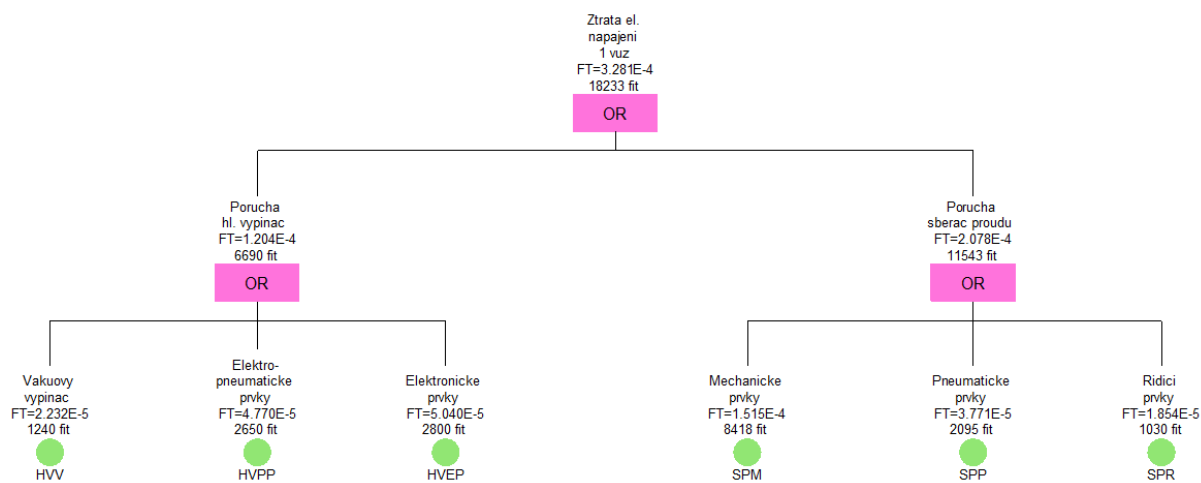 Ztrata el.
napajeni
1 vuz
FT=3.281E-4
18233 fit
OR
Porucha
hl. vypinac
FT=1.204E-4
6690 fit
OR
Porucha
sberac proudu
FT=2.078E-4
11543 fit
OR
Vakuovy
vypinac
FT=2.232E-5
1240 fit
HVV
Elektro-
pneumaticke
prvky
FT=4.770E-5
2650 fit
HVPP
Elektronicke
prvky
FT=5.040E-5
2800 fit
HVEP
Mechanicke
prvky
FT=1.515E-4
8418 fit
SPM
Pneumaticke
prvky
FT=3.771E-5
2095 fit
SPP
Ridici
prvky
FT=1.854E-5
1030 fit
SPR